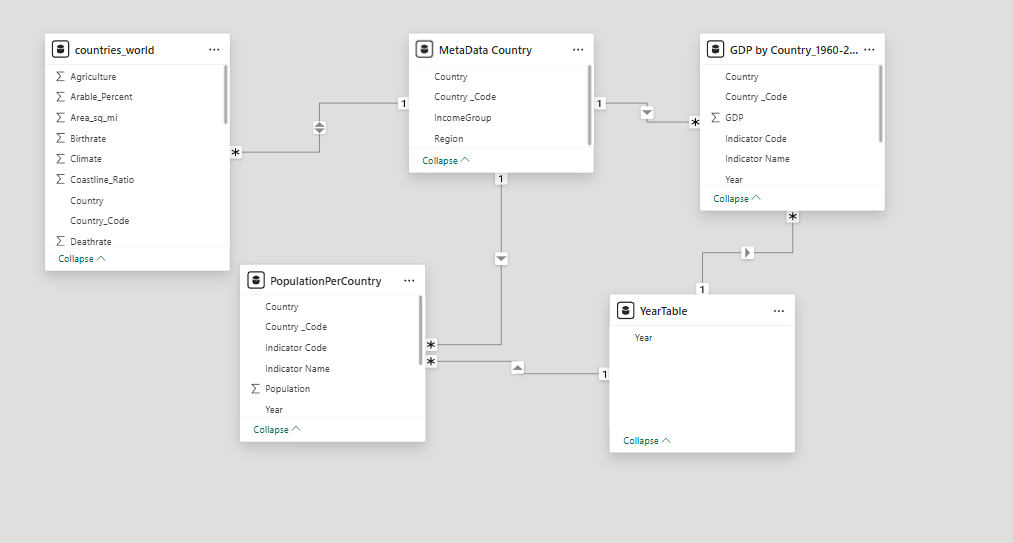 countries_world
Agriculture
Arable_Percent
Area_sq_mi
Birthrate
Climate
Coastline_Ratio
Country
Country_Code
Deathrate
Collapse
MetaData Country
Country
Country _Code
IncomeGroup
Region
Collapse
GDP by Country_1960-2...
Country
Country _Code
GDP
Indicator Code
Indicator Name
Year
Collapse
PopulationPerCountry
Country
Country _Code
Indicator Code
Indicator Name
Population
Year
Collapse
YearTable
Year
Collapse
1
*
1
*
1
*
*
1
*
1